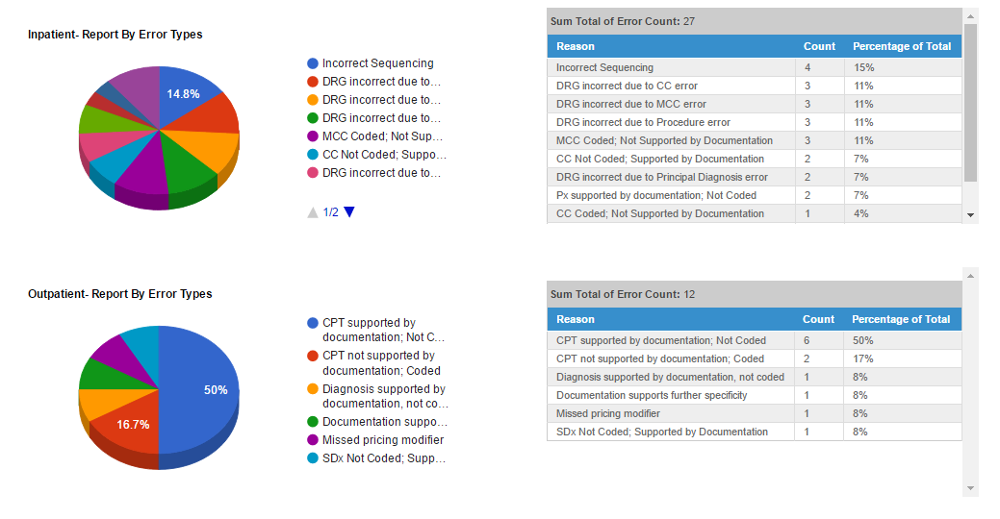 Inpatient- Report By Error Types
14.8%
Incorrect Sequencing
DRG incorrect due to...
DRG incorrect due to...
DRG incorrect due to...
MCC Coded; Not Sup...
CC Not Coded; Suppo...
DRG incorrect due to...
1/2
Sum Total of Error Count: 27
Reason Count Percentage of Total
Incorrect Sequencing 4 15%
DRG incorrect due to CC error 3 11%
DRG incorrect due to MCC error 3 11%
DRG incorrect due to Procedure error 3 11%
MCC Coded; Not Supported by Documentation 3 11%
CC Not Coded; Supported by Documentation 2 7%
DRG incorrect due to Principal Diagnosis error 2 7%
Px supported by documentation; Not Coded 2 7%
CC Coded; Not Supported by Documentation 1 4%
Outpatient- Report By Error Types
50%
16.7%
CPT supported by
documentation; Not C...
CPT not supported by
documentation; Coded
Diagnosis supported by
documentation, not co...
Documentation suppo...
Missed pricing modifier
SDx Not Coded; Supp...
Sum Total of Error Count: 12
Reason Count Percentage of Total
CPT supported by documentation; Not Coded 6 50%
CPT not supported by documentation; Coded 2 17%
Diagnosis supported by documentation, not coded 1 8%
Documentation supports further specificity 1 8%
Missed pricing modifier 1 8%
SDx Not Coded; Supported by Documentation 1 8%